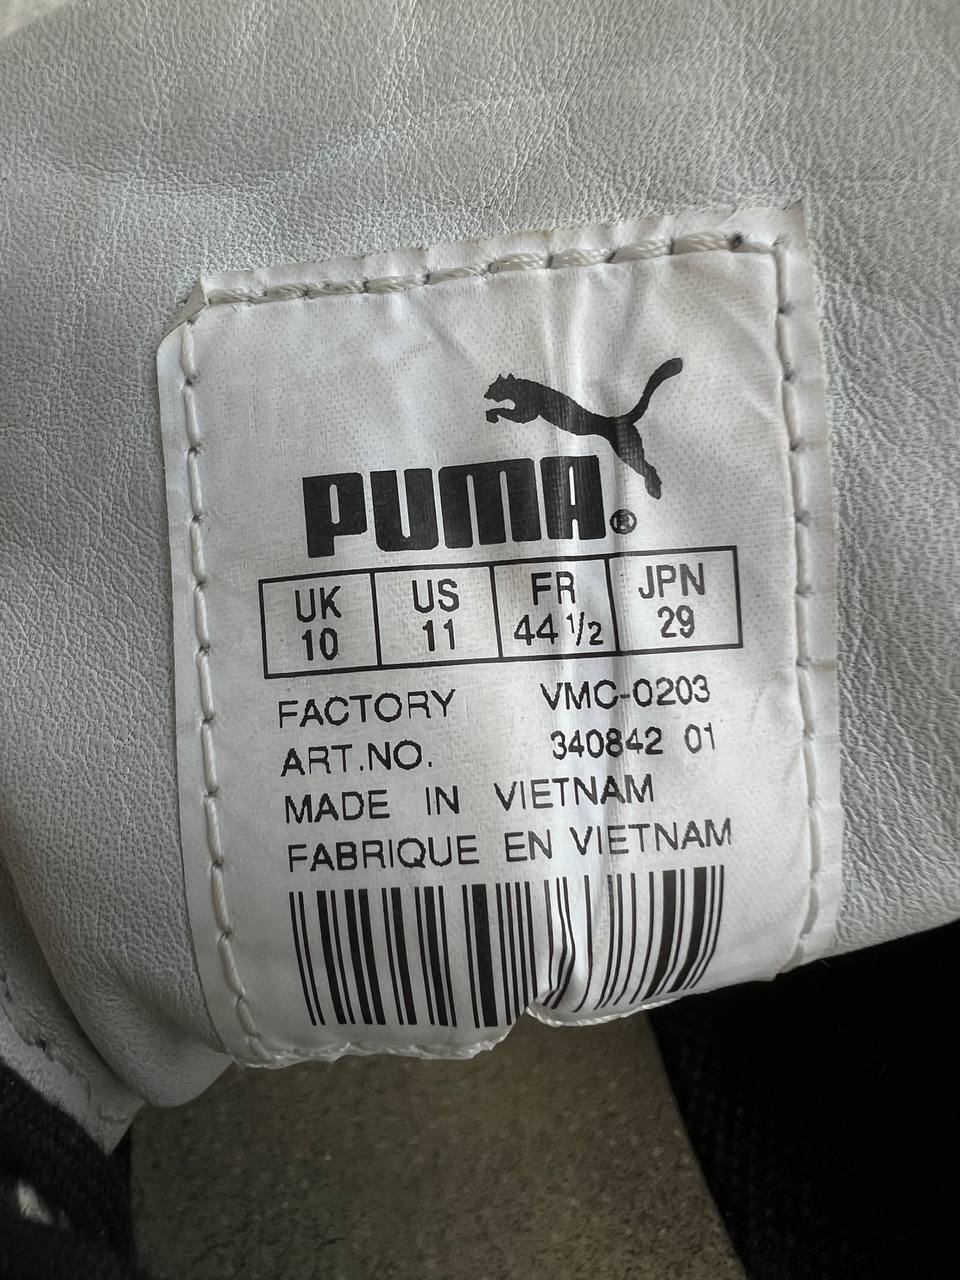 PUMA®
UK US FR JPN
10 11 44 1/2 29
FACTORY VMC-0203
ART.NO. 340842 01
MADE IN VIETNAM
FABRIQUE EN VIETNAM